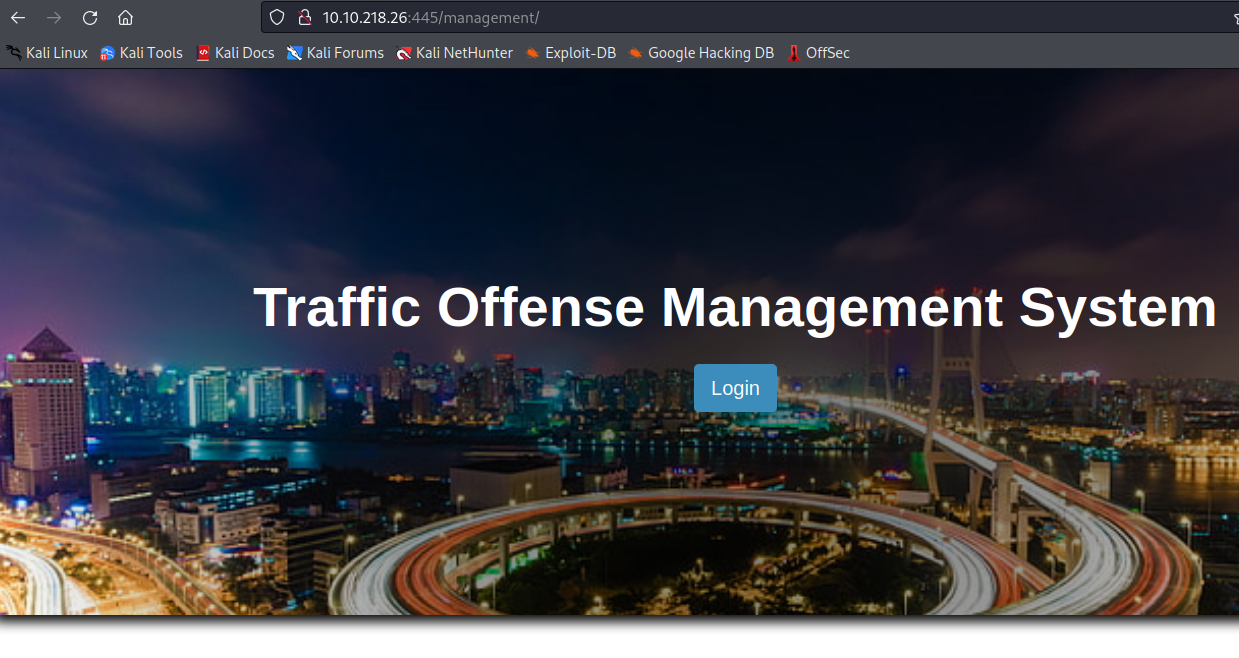 10.10.218.26:445/management/
Kali Linux Kali Tools Kali Docs Kali Forums Kali NetHunter Exploit-DB Google Hacking DB OffSec
Traffic Offense Management System
Login